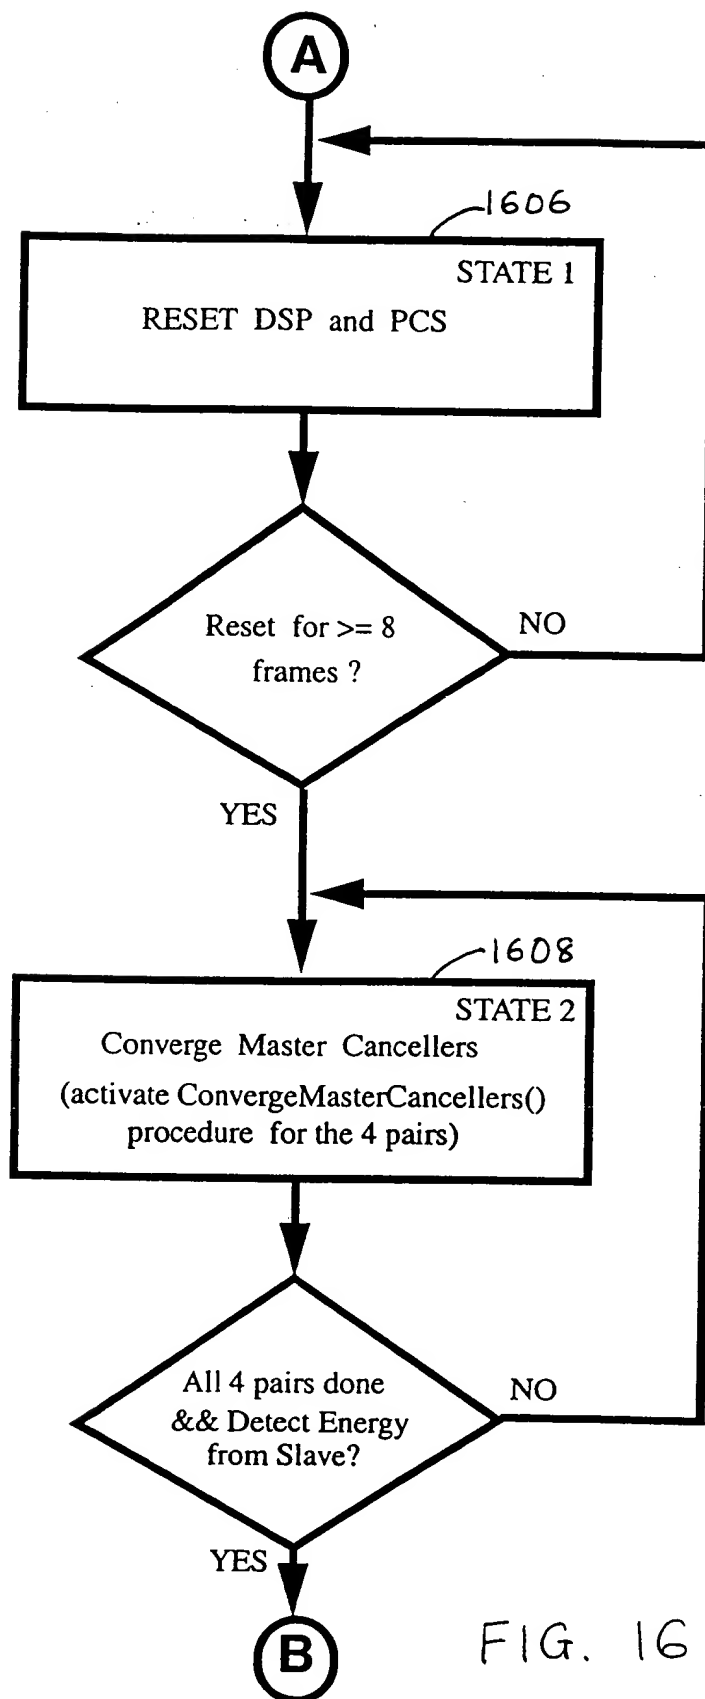 A
1606
STATE 1
RESET DSP and PCS
Reset for >= 8
frames ?
NO
YES
1608
STATE 2
Converge Master Cancellers
(activate ConvergeMasterCancellers()
procedure for the 4 pairs)
All 4 pairs done
&& Detect Energy
from Slave?
NO
YES
B
FIG. 16